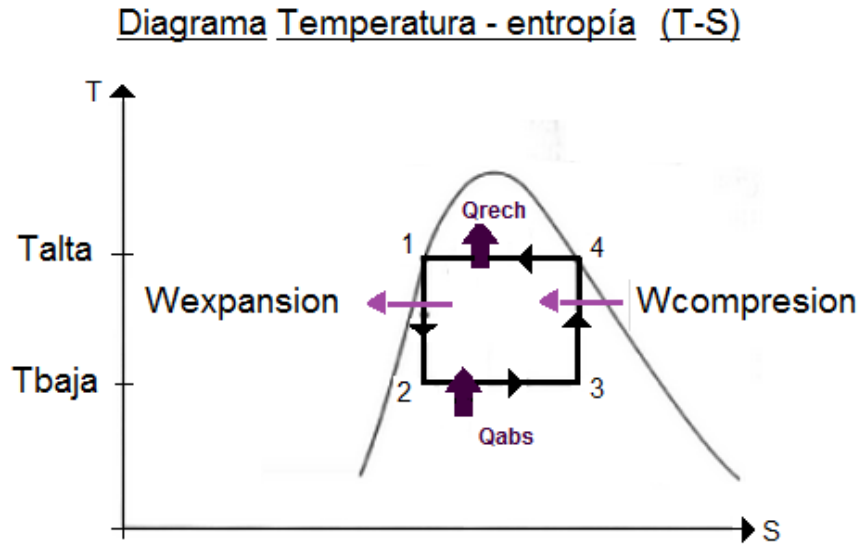 Diagrama Temperatura - entropía (T-S)
T
Qrech
Talta
1
4
Wexpansion
Wcompresion
Tbaja
2
3
Qabs
S